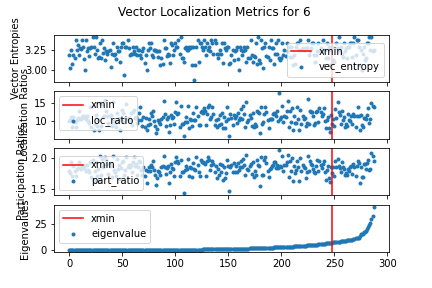 Vector Localization Metrics for 6
Vector Entropies
3.25
3.00
xmin
vec_entropy
Localization Ratios
15
10
xmin
loc_ratio
Participation Ratios
2.0
1.5
xmin
part_ratio
Eigenvalues
25
0
xmin
eigenvalue
0 50 100 150 200 250 300